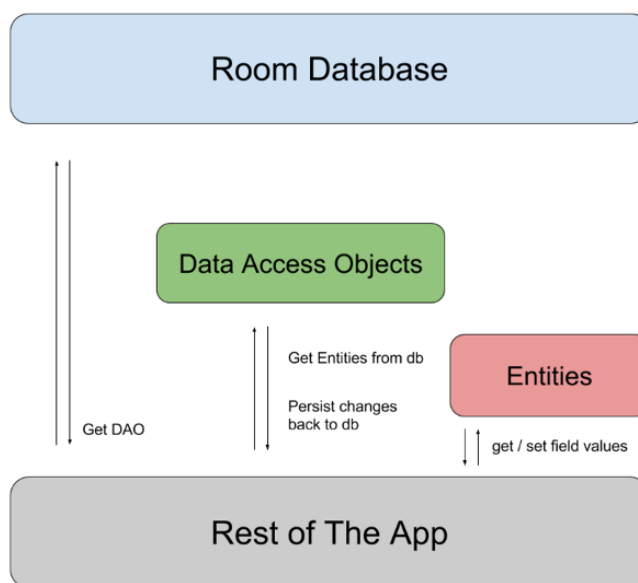 Room Database
Data Access Objects
Get Entities from db
Persist changes
back to db
Entities
Get DAO
get / set field values
Rest of The App